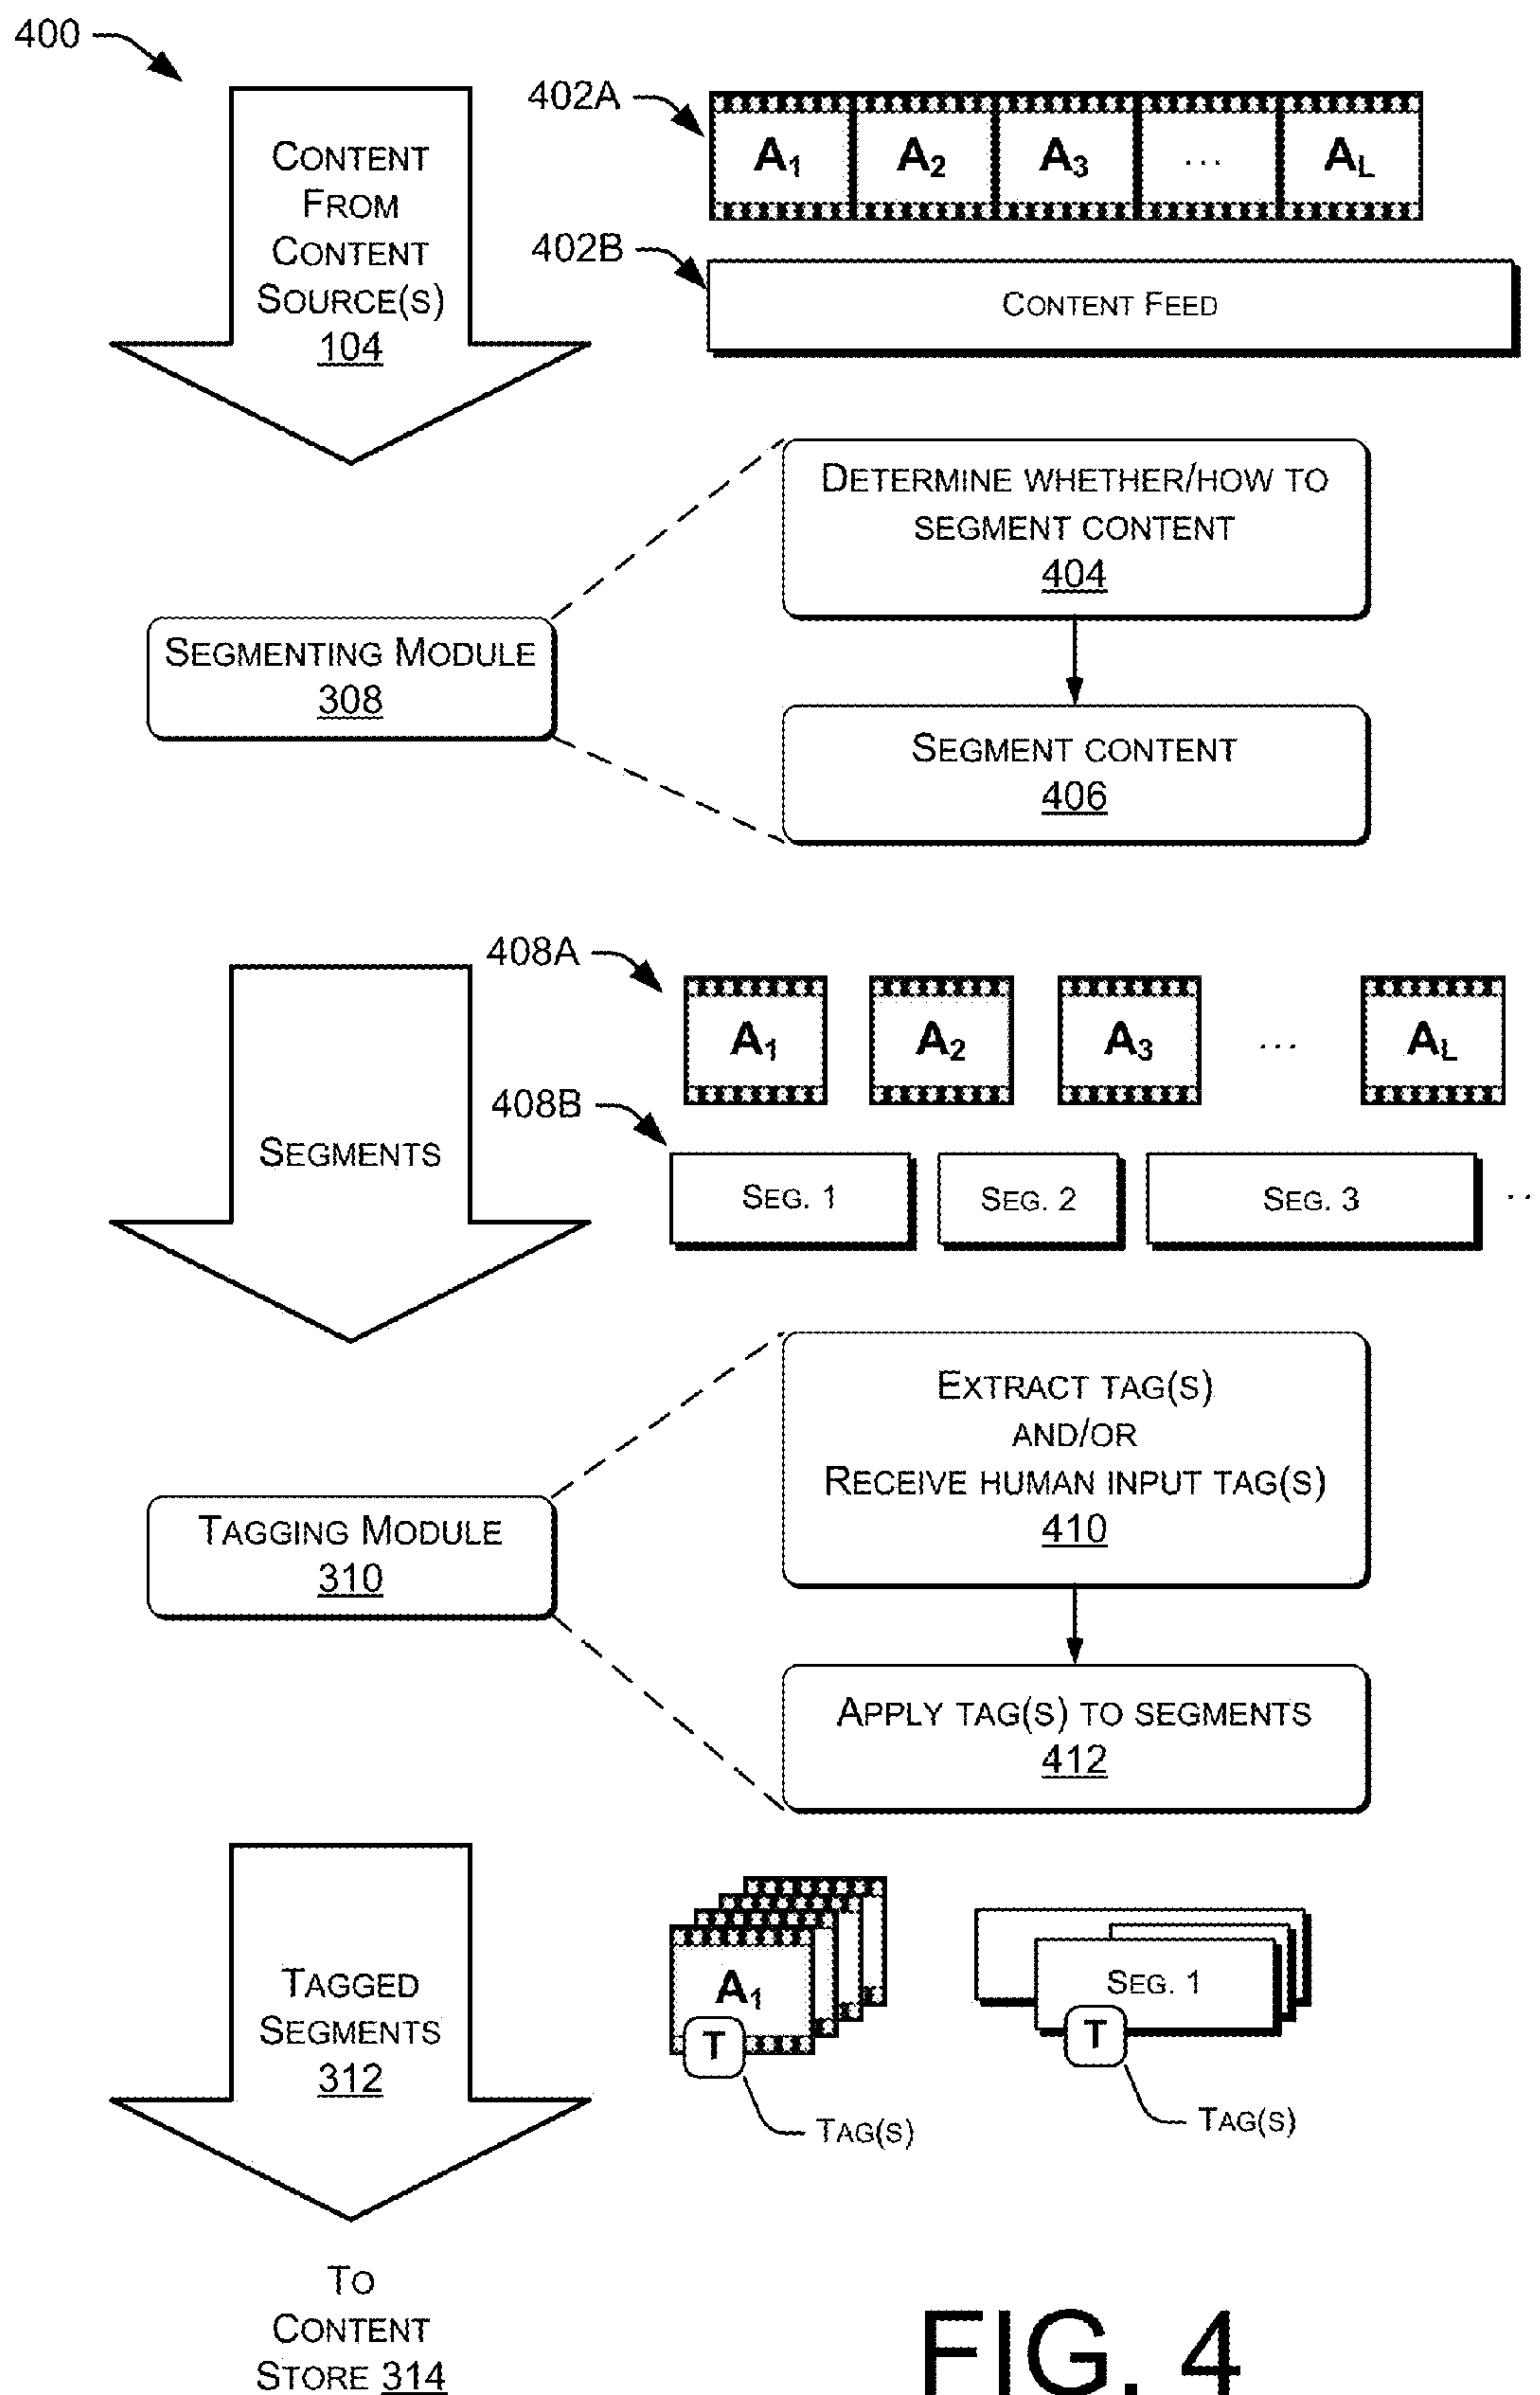 400
CONTENT
FROM
CONTENT
SOURCE(S)
104
402A
A1 A2 A3 ... AL
402B
CONTENT FEED
DETERMINE WHETHER/HOW TO
SEGMENT CONTENT
404
SEGMENTING MODULE
308
SEGMENT CONTENT
406
SEGMENTS
408A
A1 A2 A3 ... AL
408B
SEG. 1 SEG. 2 SEG. 3 ..
EXTRACT TAG(S)
AND/OR
RECEIVE HUMAN INPUT TAG(S)
410
TAGGING MODULE
310
APPLY TAG(S) TO SEGMENTS
412
TAGGED
SEGMENTS
312
A1
T
TAG(S)
SEG. 1
T
TAG(S)
TO
CONTENT
STORE 314
FIG. 4